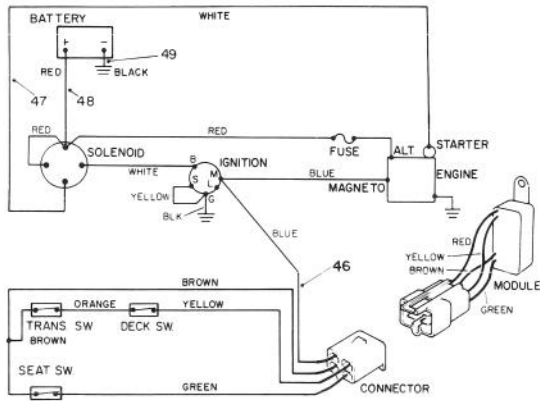 WHITE
BATTERY
+ -
49
RED
BLACK
47
48
RED
RED
SOLENOID
FUSE
ALT.
STARTER
B
IGNITION
WHITE
S
M
L
G
YELLOW
BLK
BLUE
MAGNETO
ENGINE
BLUE
RED
YELLOW
BROWN
46
MODULE
GREEN
BROWN
ORANGE
YELLOW
TRANS SW.
DECK SW.
BROWN
SEAT SW.
GREEN
CONNECTOR